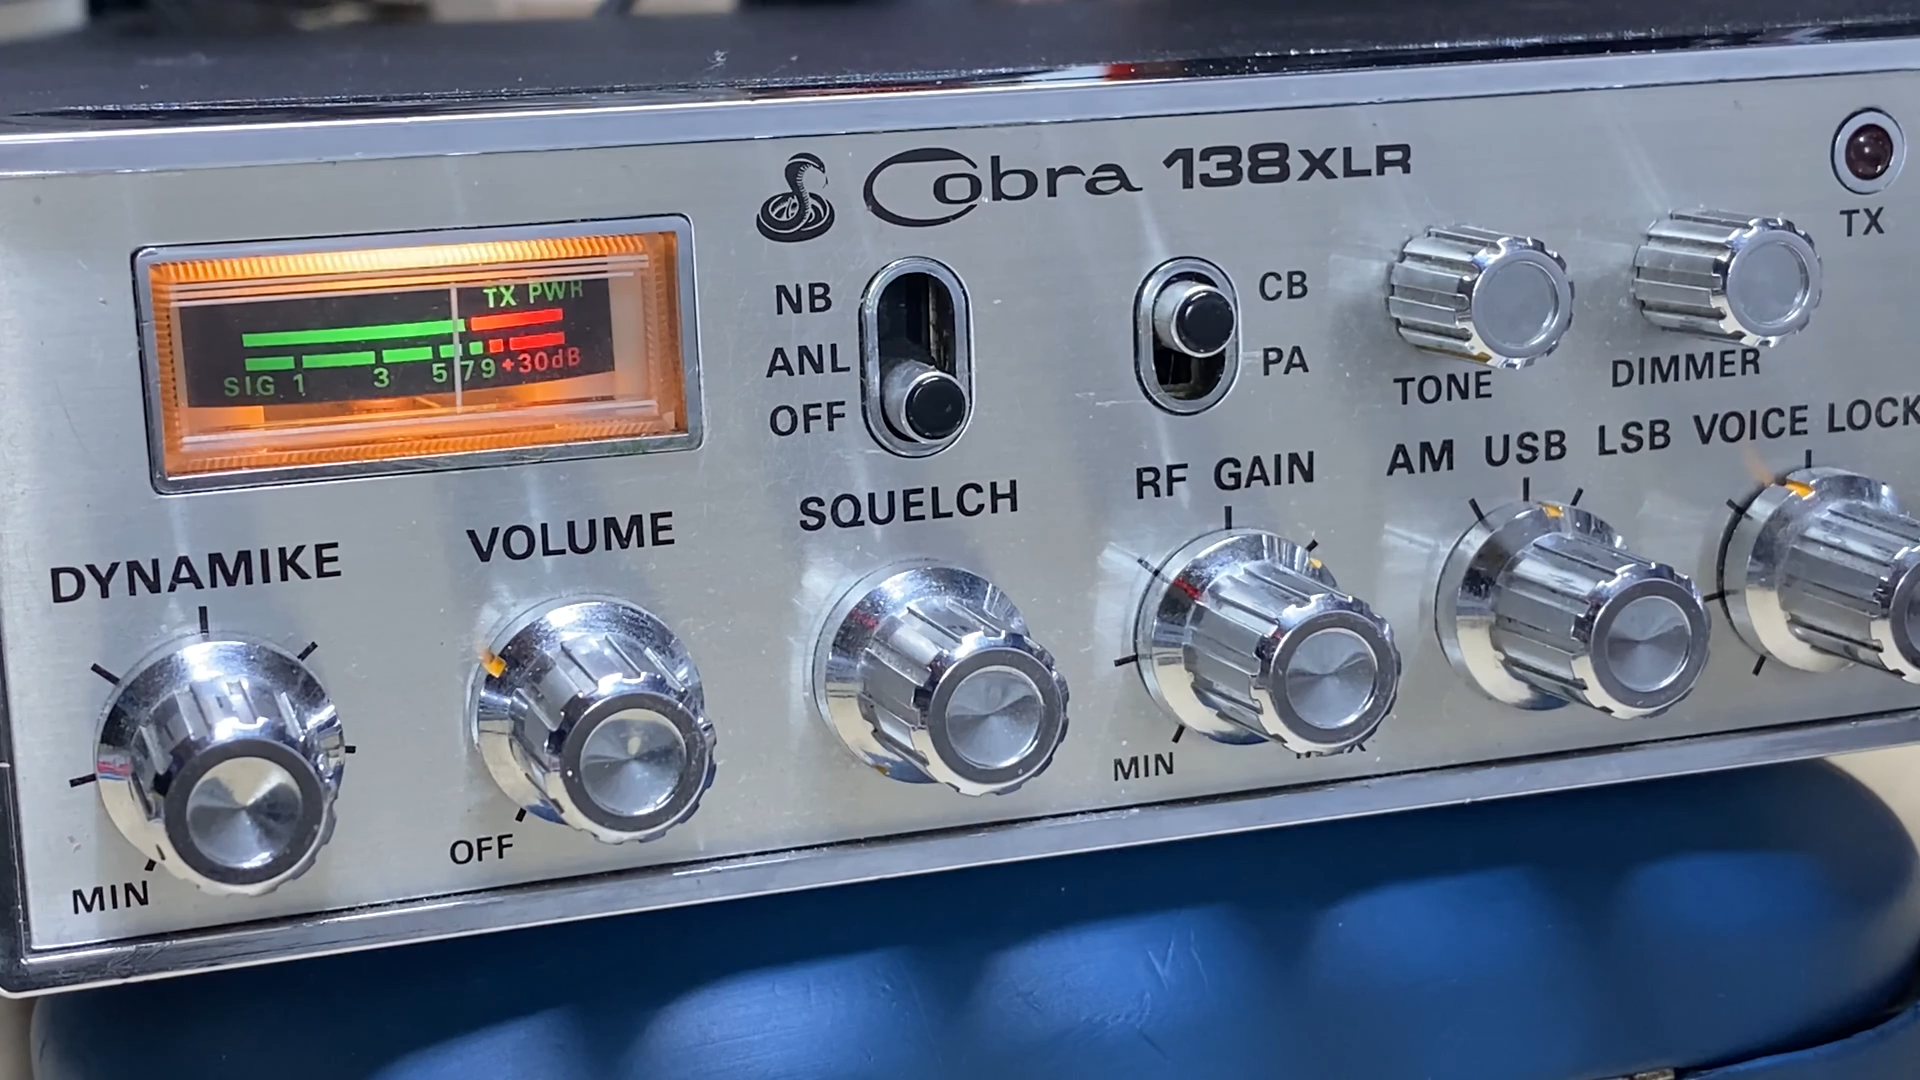 Cobra 138XLR
TX
TX PWR
SIG 1 3 5 7 9 +30dB
NB
ANL
OFF
CB
PA
TONE
DIMMER
DYNAMIKE
VOLUME
SQUELCH
RF GAIN
AM USB LSB
VOICE LOCK
MIN
OFF
MIN